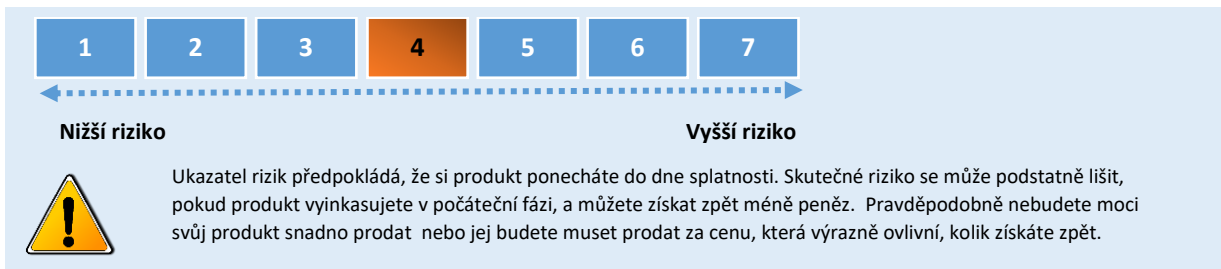 1 2 3 4 5 6 7
Nižší riziko Vyšší riziko
Ukazatel rizik předpokládá, že si produkt ponecháte do dne splatnosti. Skutečné riziko se může podstatně lišit,
pokud produkt vyinkasujete v počáteční fázi, a můžete získat zpět méně peněz. Pravděpodobně nebudete moci
svůj produkt snadno prodat nebo jej budete muset prodat za cenu, která výrazně ovlivní, kolik získáte zpět.